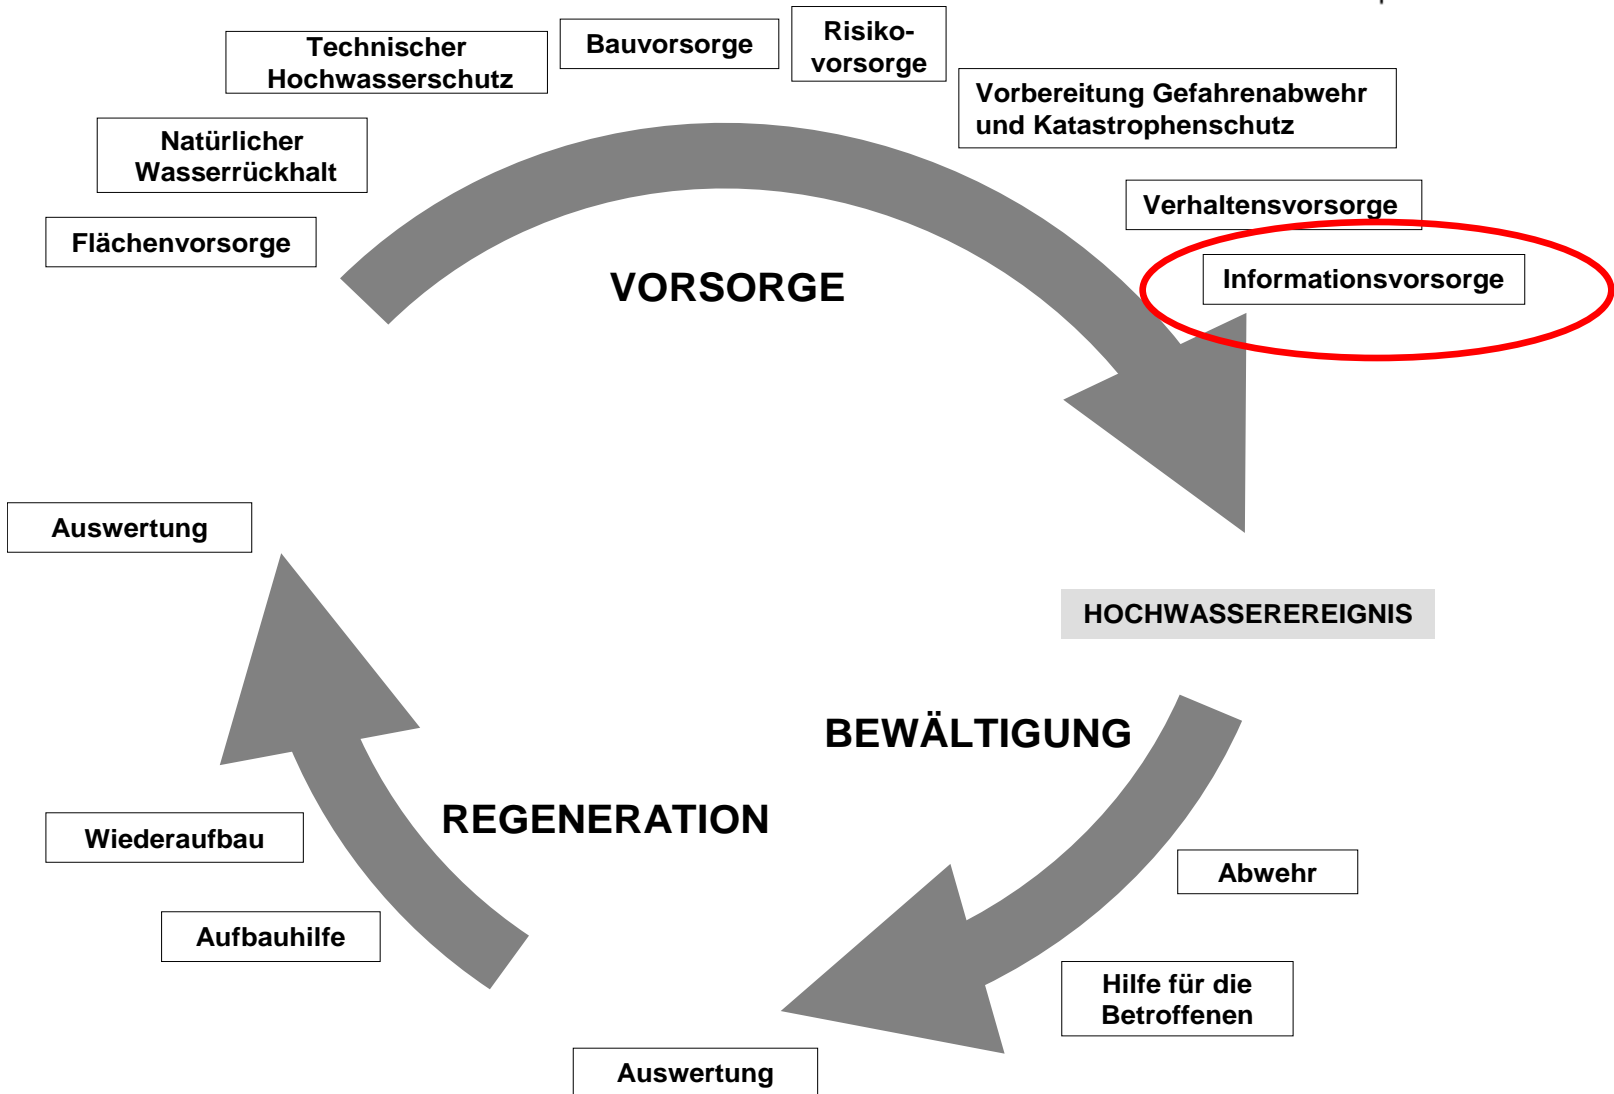 Risiko-
vorsorge
Bauvorsorge
Technischer
Hochwasserschutz
Vorbereitung Gefahrenabwehr
und Katastrophenschutz
Natürlicher
Wasserrückhalt
Verhaltensvorsorge
Flächenvorsorge
Informationsvorsorge
VORSORGE
Auswertung
HOCHWASSEREREIGNIS
BEWÄLTIGUNG
REGENERATION
Wiederaufbau
Abwehr
Aufbauhilfe
Hilfe für die
Betroffenen
Auswertung